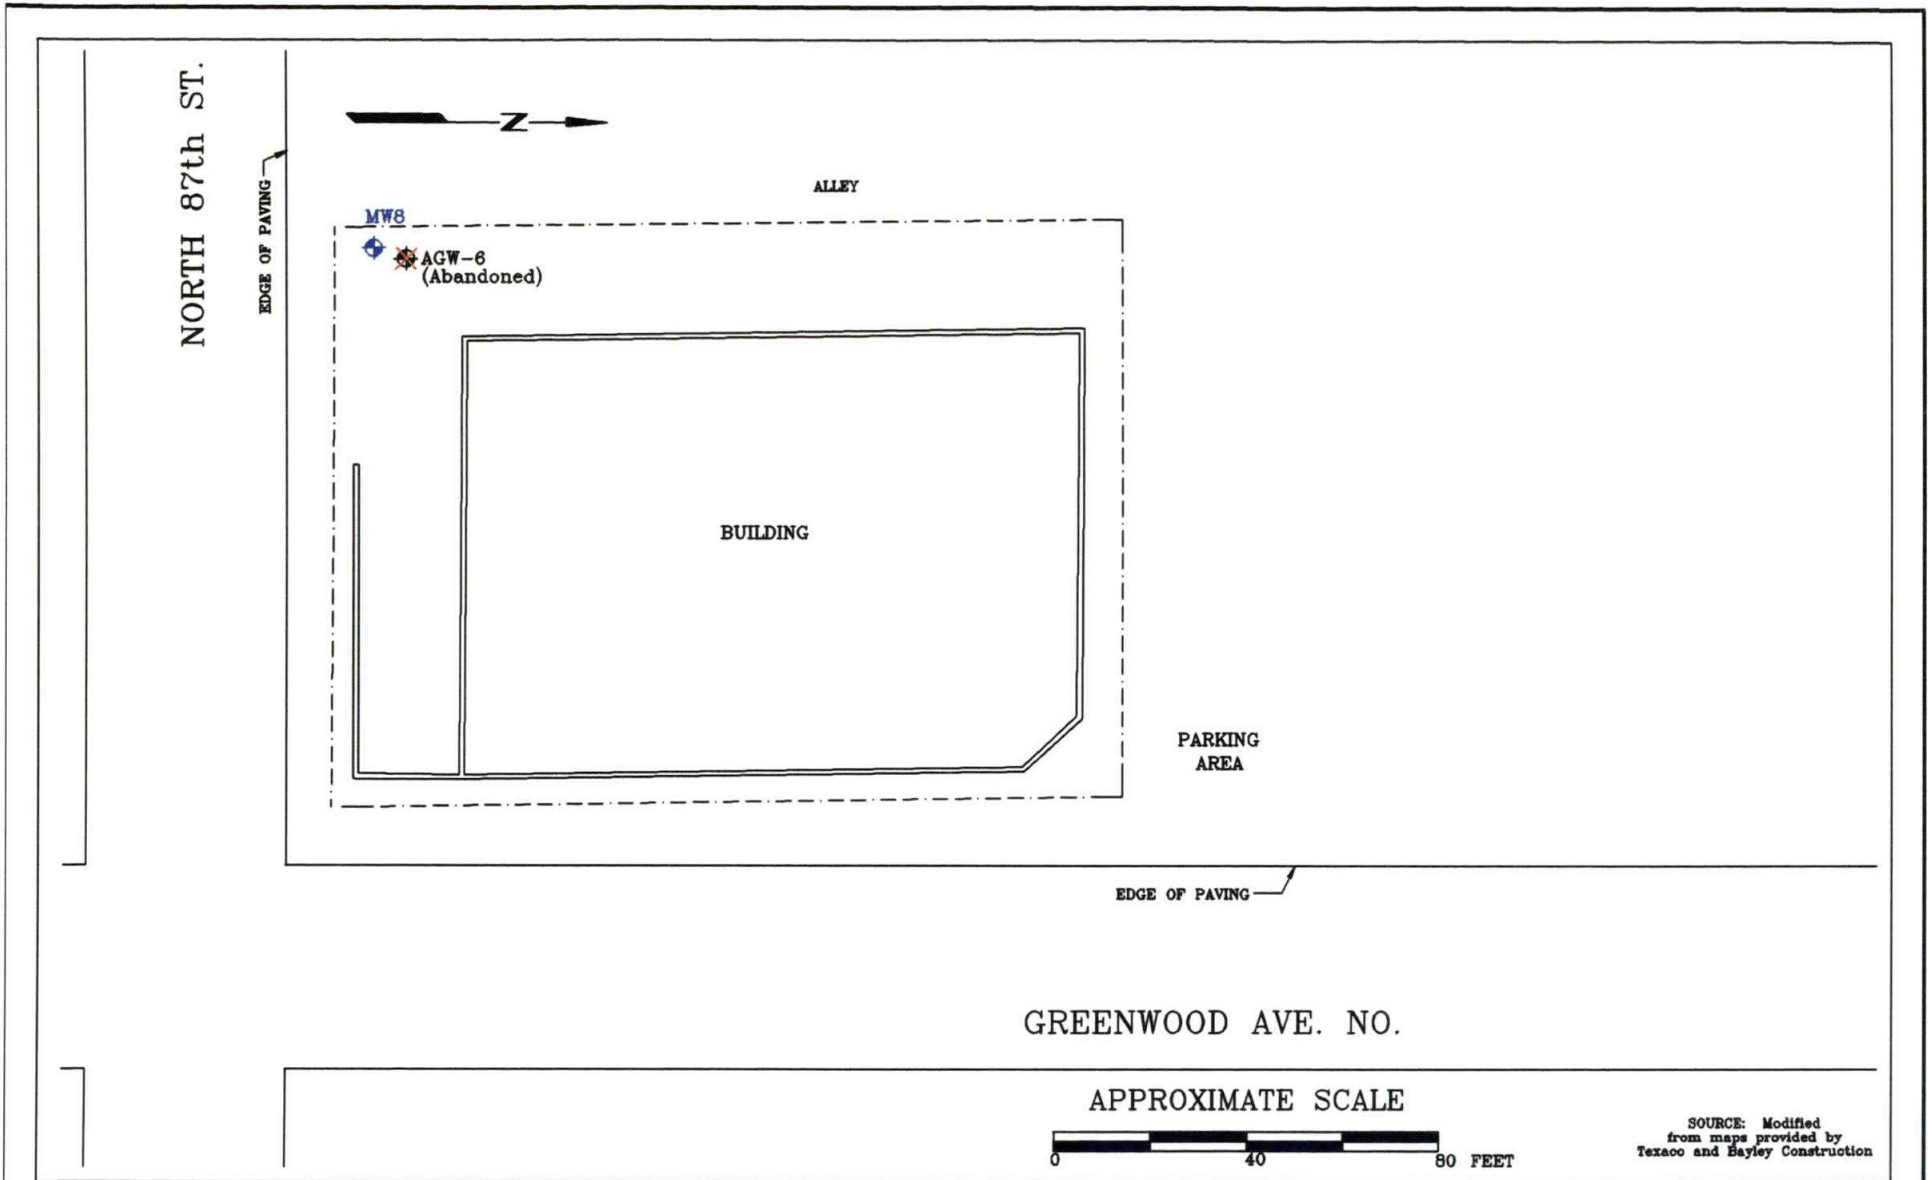 NORTH 87th ST.
EDGE OF PAVING
N
ALLEY
MW8
AGW-6
(Abandoned)
BUILDING
PARKING
AREA
EDGE OF PAVING
GREENWOOD AVE. NO.
APPROXIMATE SCALE
0 40 80 FEET
SOURCE: Modified
from maps provided by
Texaco and Bayley Construction